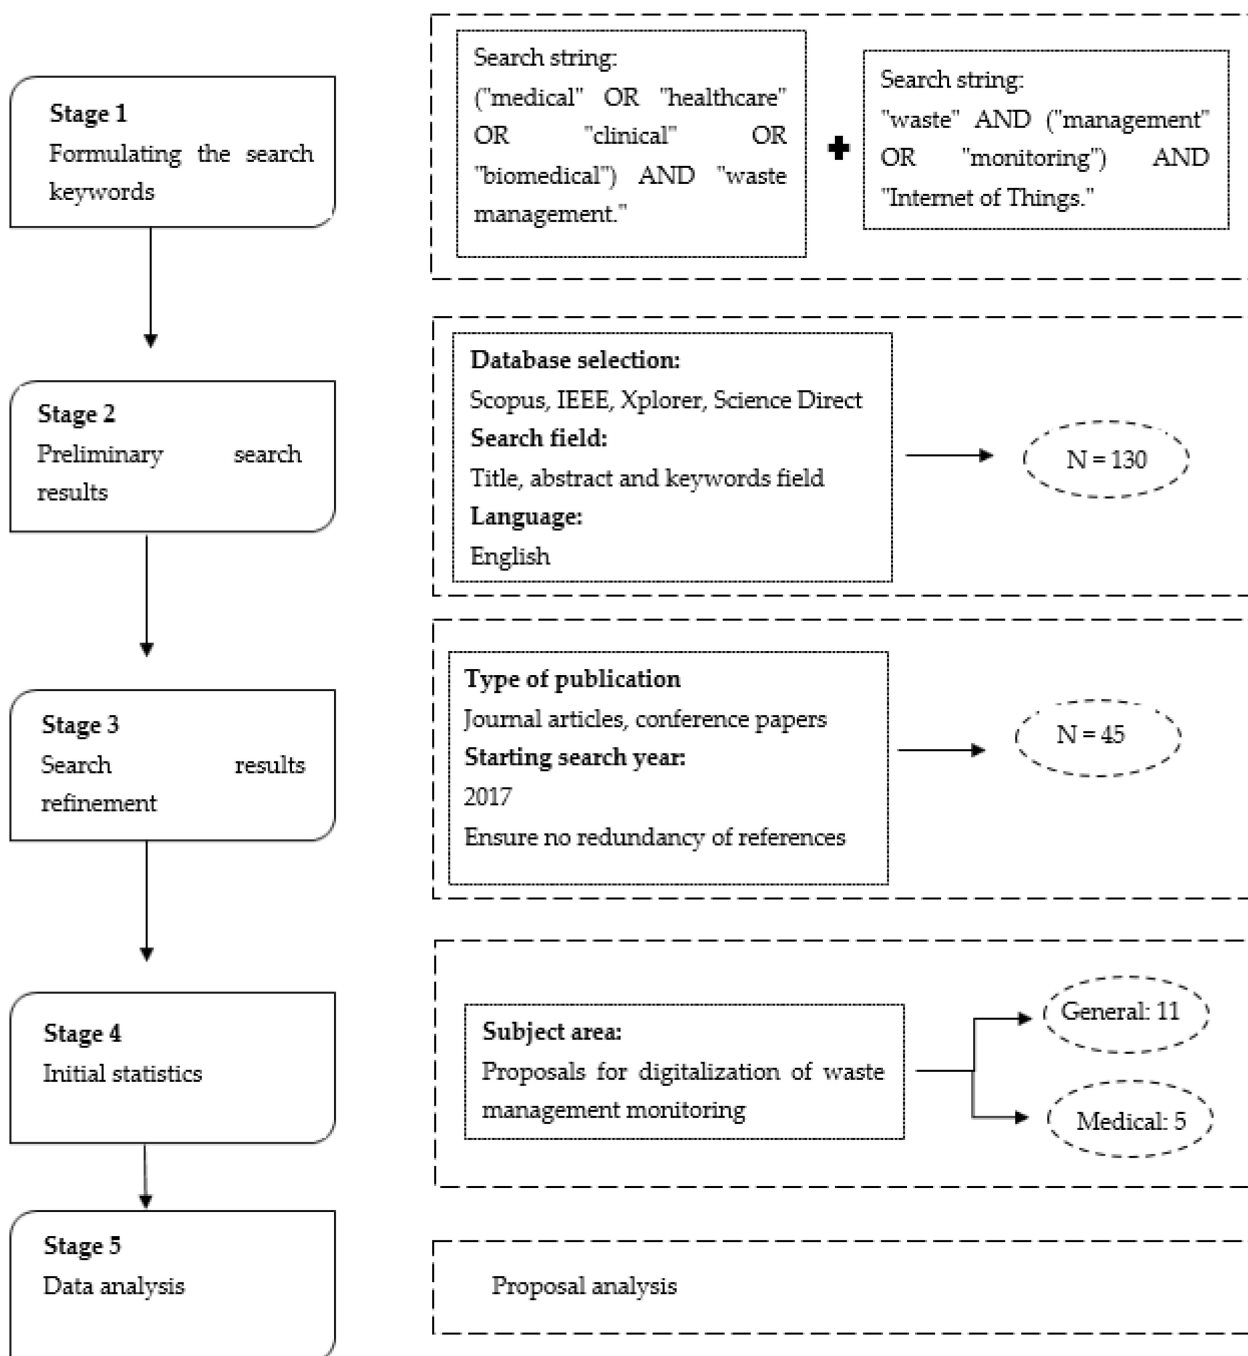 Stage 1
Formulating the search
keywords
Search string:
("medical" OR "healthcare"
OR "clinical" OR
"biomedical") AND "waste
management."
+
Search string:
"waste" AND ("management"
OR "monitoring") AND
"Internet of Things."
Stage 2
Preliminary search
results
Database selection:
Scopus, IEEE, Xplorer, Science Direct
Search field:
Title, abstract and keywords field
Language:
English
N = 130
Stage 3
Search results
refinement
Type of publication
Journal articles, conference papers
Starting search year:
2017
Ensure no redundancy of references
N = 45
Stage 4
Initial statistics
Subject area:
Proposals for digitalization of waste
management monitoring
General: 11
Medical: 5
Stage 5
Data analysis
Proposal analysis